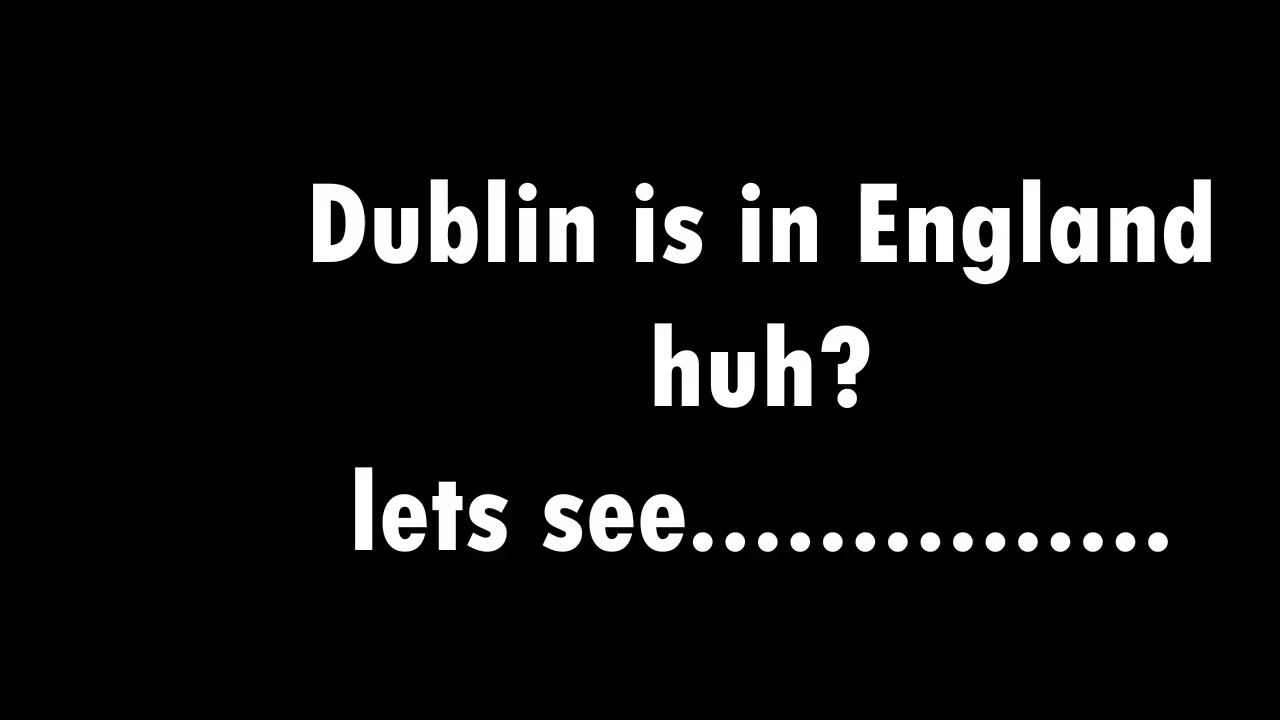 Dublin is in England
huh?
lets see...............